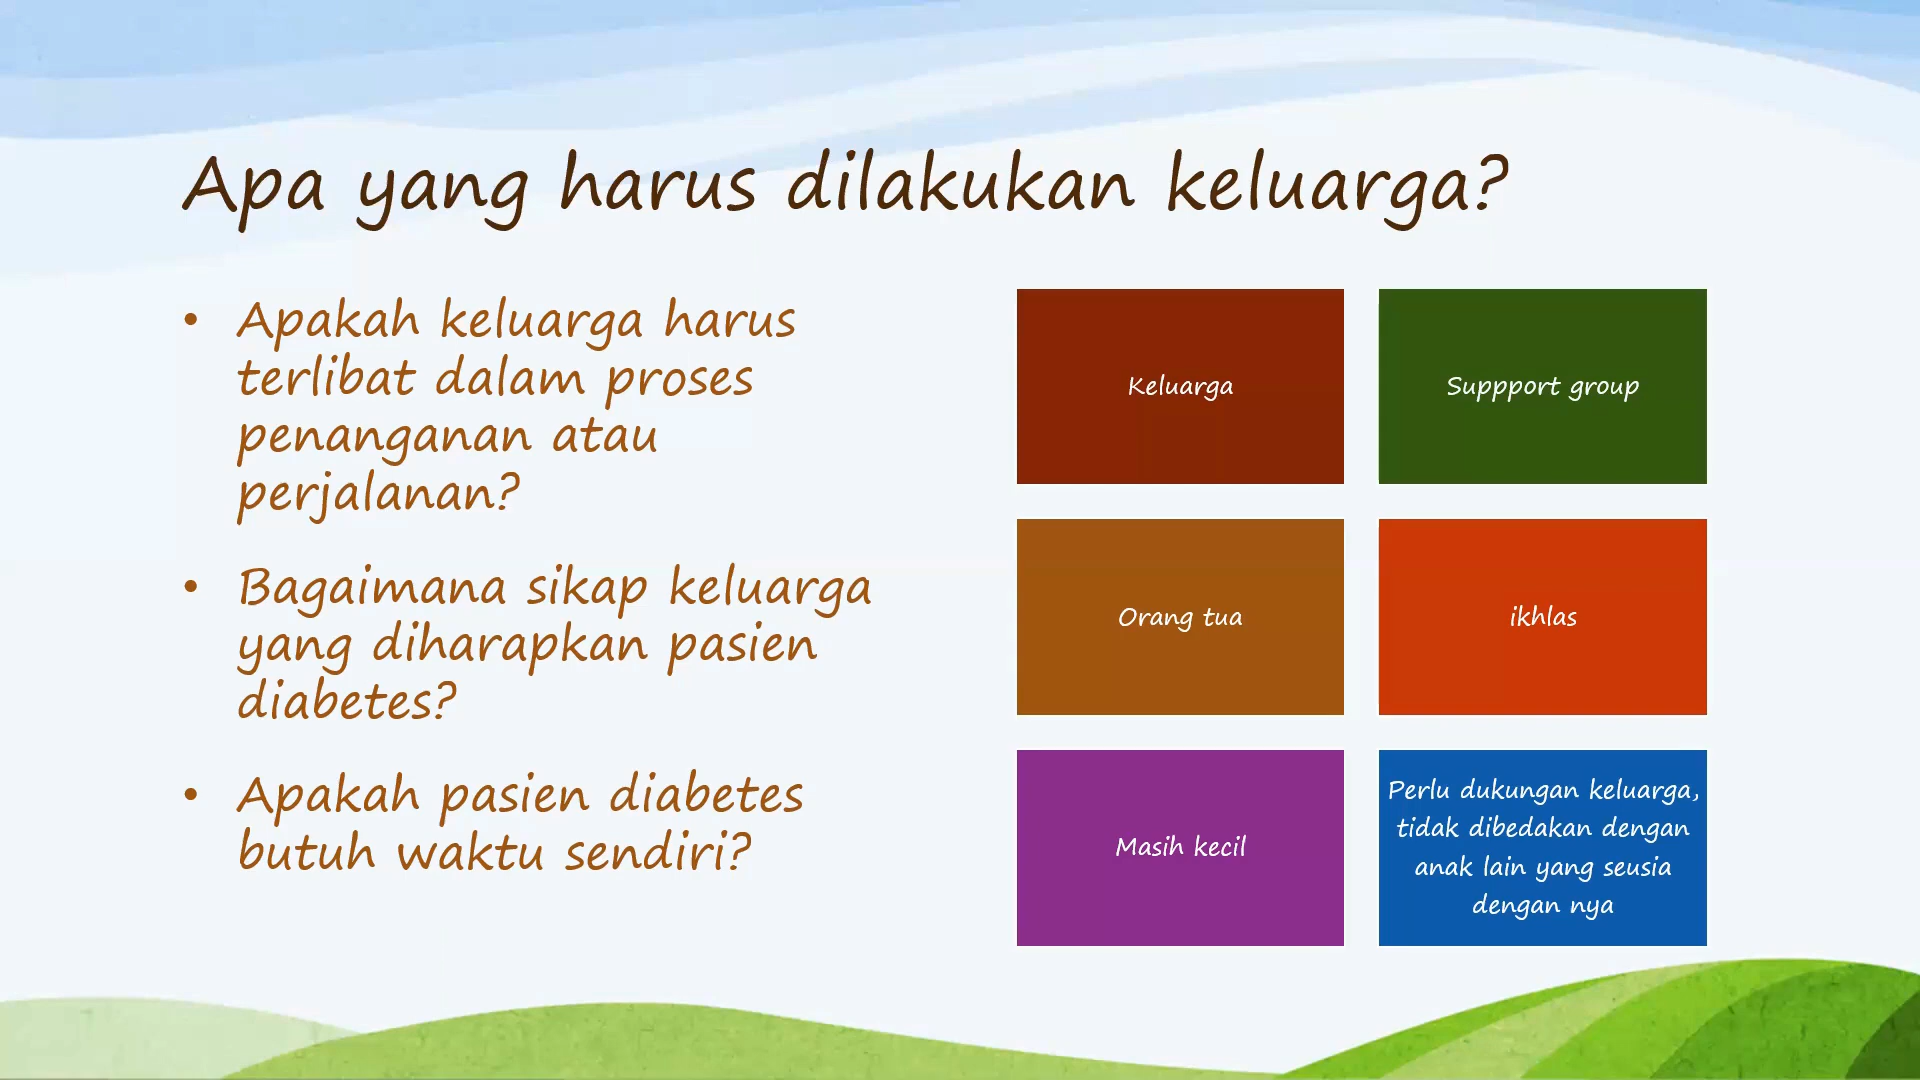 Apa yang harus dilakukan keluarga?
• Apakah keluarga harus
terlibat dalam proses
penanganan atau
perjalanan?
• Bagaimana sikap keluarga
yang diharapkan pasien
diabetes?
• Apakah pasien diabetes
butuh waktu sendiri?
Keluarga
Suppport group
Orang tua
ikhlas
Masih kecil
Perlu dukungan keluarga,
tidak dibedakan dengan
anak lain yang seusia
dengan nya